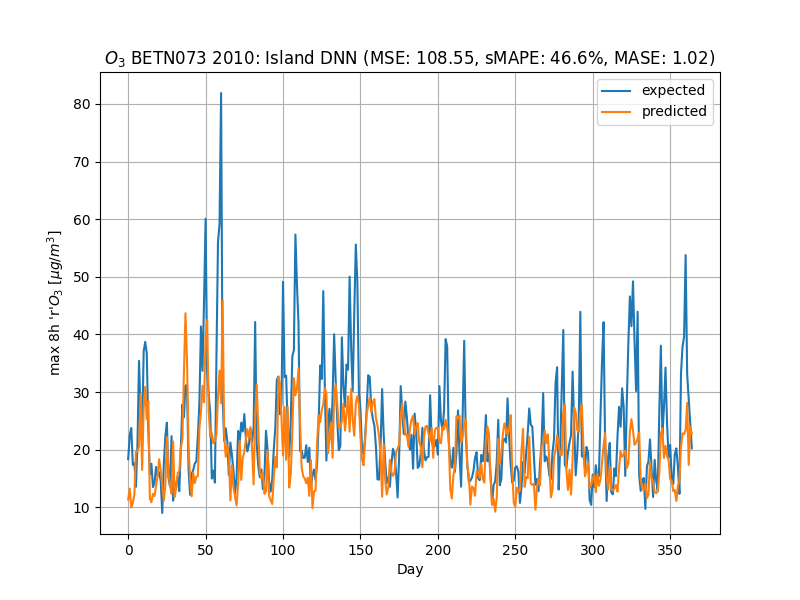 O₃ BETN073 2010: Island DNN (MSE: 108.55, sMAPE: 46.6%, MASE: 1.02)
expected
predicted
max 8h 'r'O₃ [μg/m³]
80
70
60
50
40
30
20
10
0 50 100 150 200 250 300 350
Day